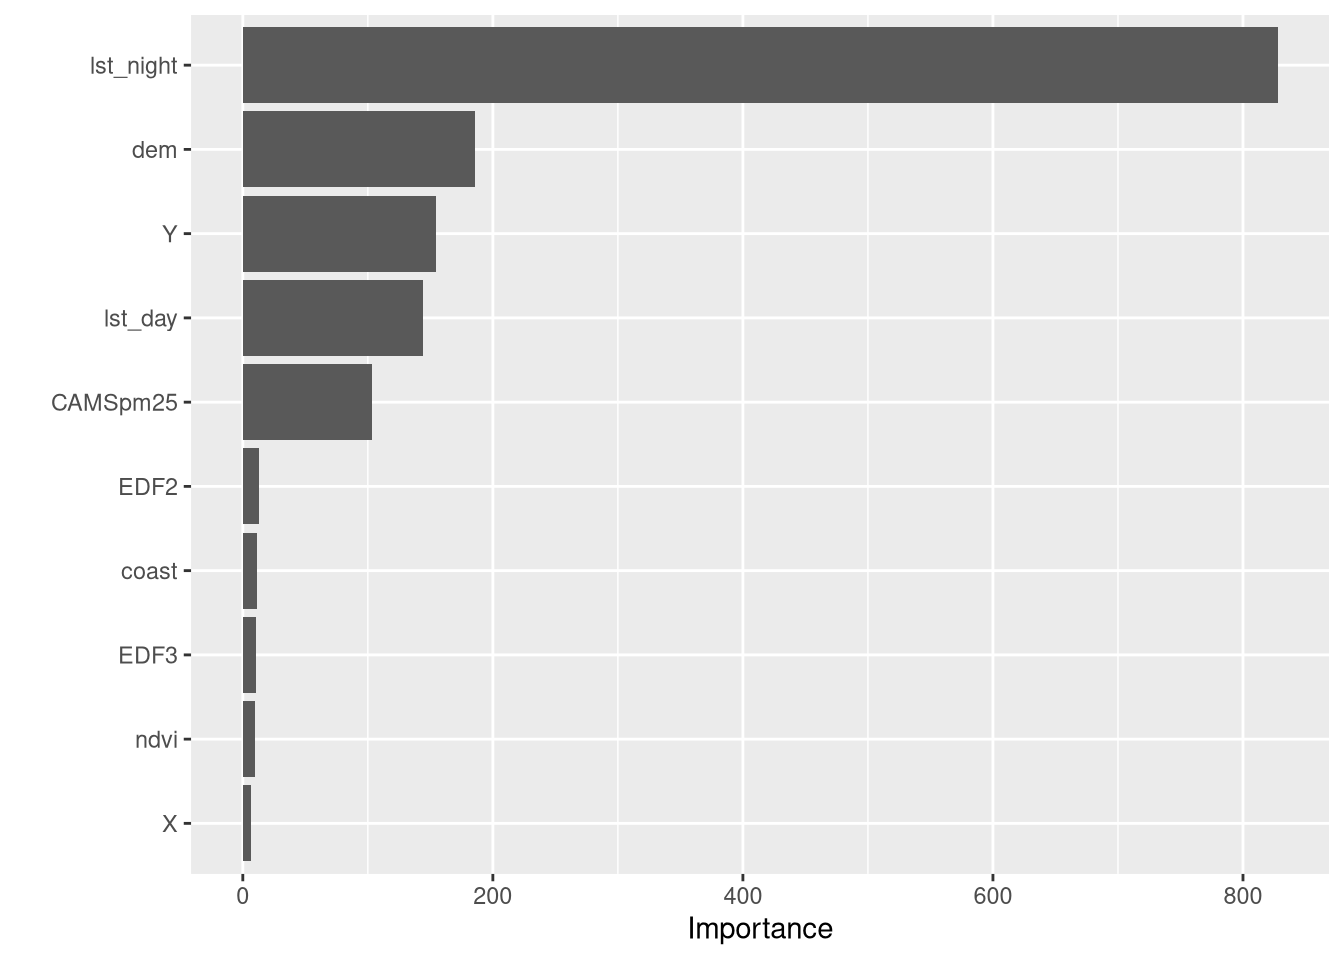 lst_night
dem
Y
lst_day
CAMSpm25
EDF2
coast
EDF3
ndvi
X
0 200 400 600 800
Importance